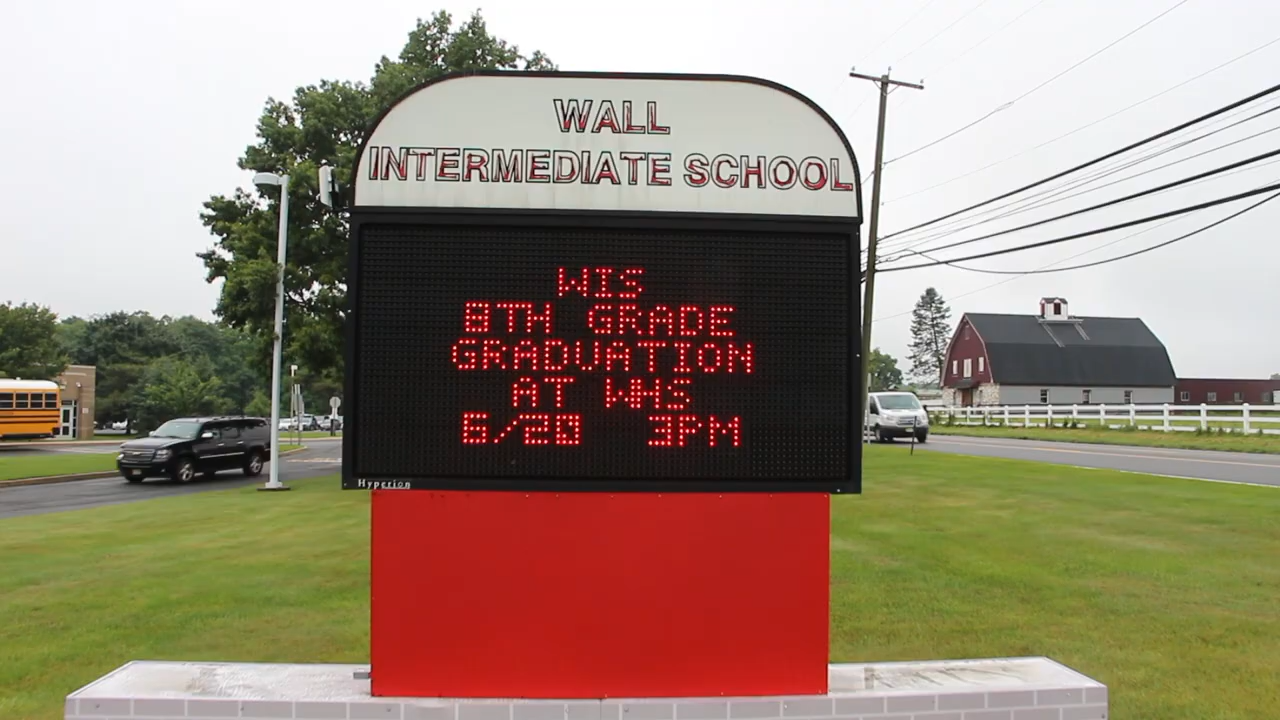 WALL
INTERMEDIATE SCHOOL
WIS
8TH GRADE
GRADUATION
AT WHS
6/20 3PM
Hyperion